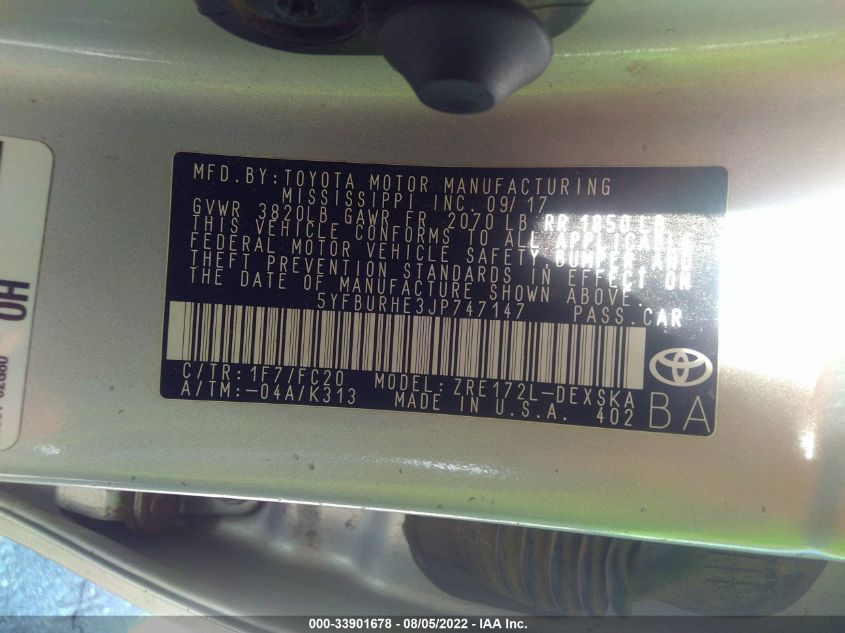 MFD.BY:TOYOTA MOTOR MANUFACTURING
MISSISSIPPI INC. 09/17
GVWR 3820LB GAWR FR 2070 LB RR 1850 LB
THIS VEHICLE CONFORMS TO ALL APPLICABLE
FEDERAL MOTOR VEHICLE SAFETY, BUMPER AND
THEFT PREVENTION STANDARDS IN EFFECT ON
THE DATE OF MANUFACTURE SHOWN ABOVE.
5YFBURHE3JP747147 PASS.CAR
C/TR:1F7/FC20 MODEL:ZRE172L-DEXSKA
A/TM:-04A/K313 MADE IN U.S.A. 402
BA
HO
000-33901678 - 08/05/2022 - IAA Inc.